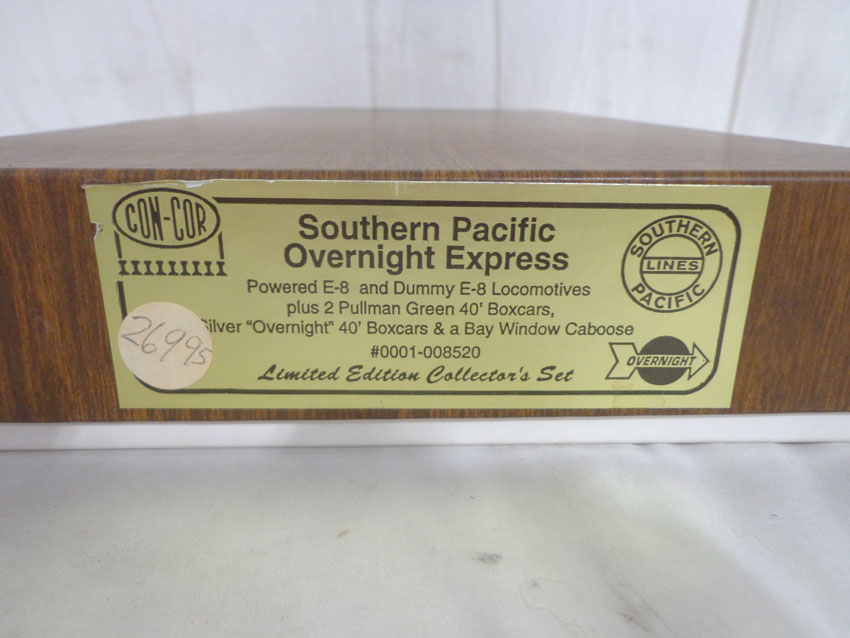 CON-COR
Southern Pacific
Overnight Express
SOUTHERN
LINES
PACIFIC
Powered E-8 and Dummy E-8 Locomotives
plus 2 Pullman Green 40' Boxcars,
"Overnight" 40' Boxcars & a Bay Window Caboose
26995
#0001-008520
OVERNIGHT
Limited Edition Collector's Set